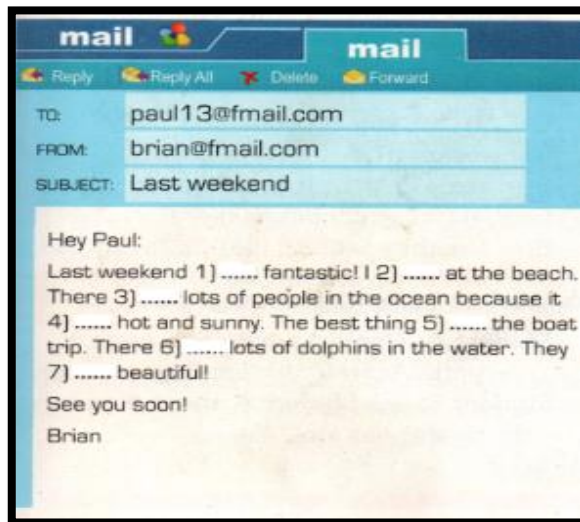 mail
mail
Reply Reply All Delete Forward
TO: paul13@fmail.com
FROM: brian@fmail.com
SUBJECT: Last weekend
Hey Paul:
Last weekend 1) ...... fantastic! I 2) ...... at the beach.
There 3) ...... lots of people in the ocean because it
4) ...... hot and sunny. The best thing 5) ...... the boat
trip. There 6) ...... lots of dolphins in the water. They
7) ...... beautiful!
See you soon!
Brian